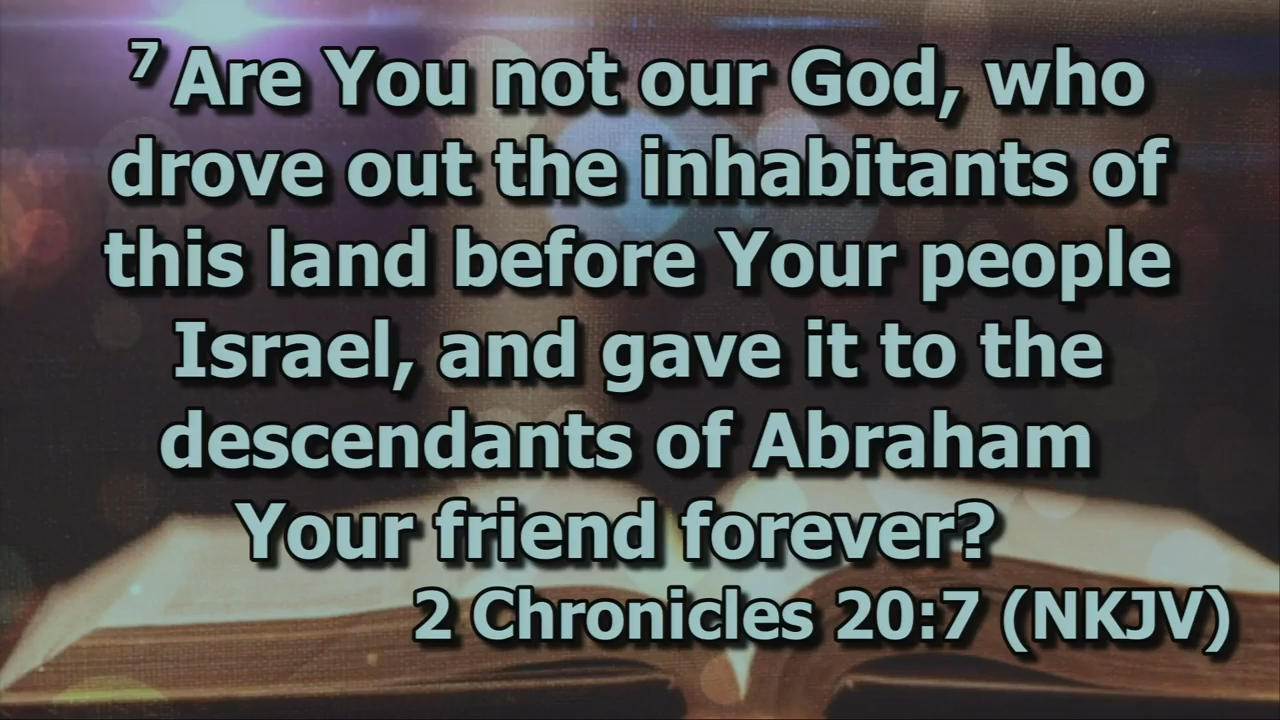 7 Are You not our God, who
drove out the inhabitants of
this land before Your people
Israel, and gave it to the
descendants of Abraham
Your friend forever?
2 Chronicles 20:7 (NKJV)